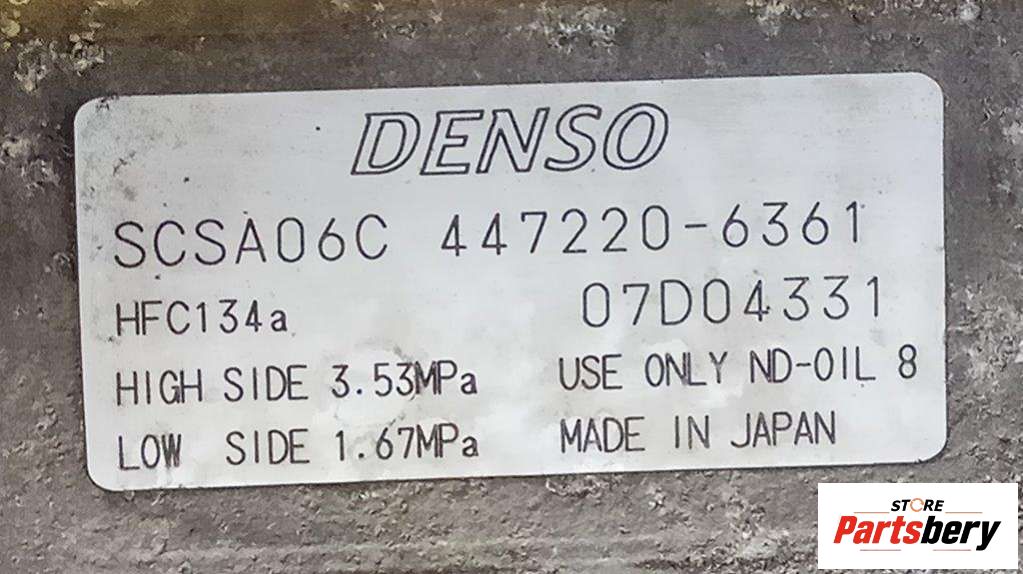 DENSO
SCSA06C 447220-6361
HFC134a 07D04331
HIGH SIDE 3.53MPa USE ONLY ND-OIL 8
LOW SIDE 1.67MPa MADE IN JAPAN
STORE
Partsbery